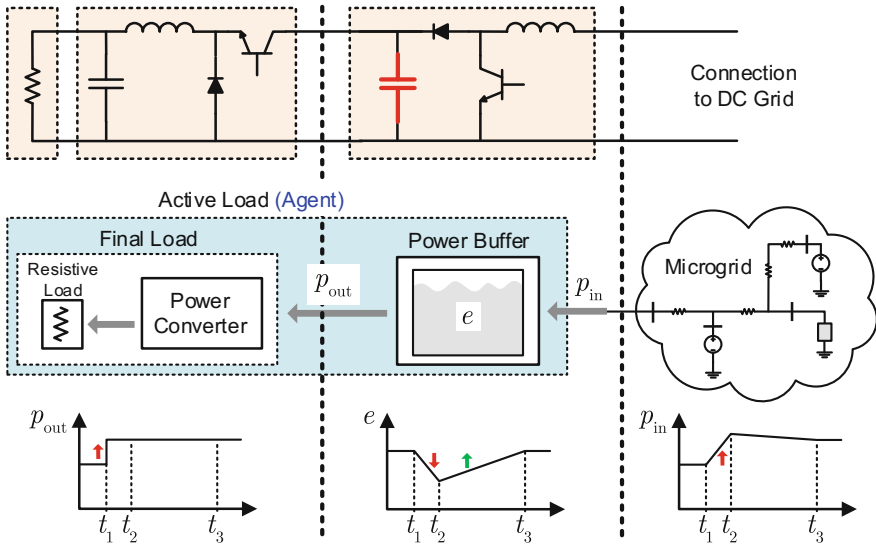 Connection
to DC Grid
Active Load (Agent)
Final Load
Power Buffer
Resistive
Load
Power
Converter
p_out
e
p_in
Microgrid
p_out
t_1
t_2
t_3
e
t_1
t_2
t_3
p_in
t_1
t_2
t_3